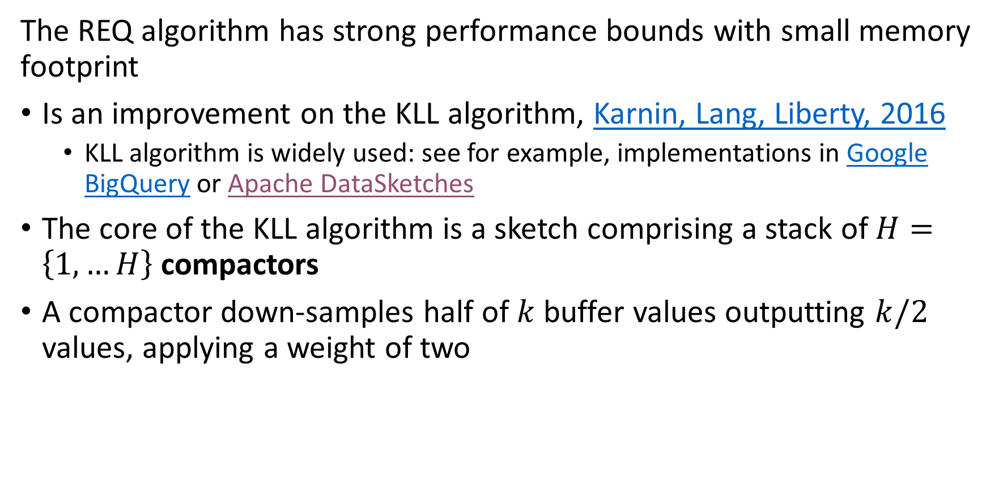 The REQ algorithm has strong performance bounds with small memory
footprint
• Is an improvement on the KLL algorithm, Karnin, Lang, Liberty, 2016
• KLL algorithm is widely used: see for example, implementations in Google
BigQuery or Apache DataSketches
• The core of the KLL algorithm is a sketch comprising a stack of H =
{1, … H} compactors
• A compactor down-samples half of k buffer values outputting k/2
values, applying a weight of two